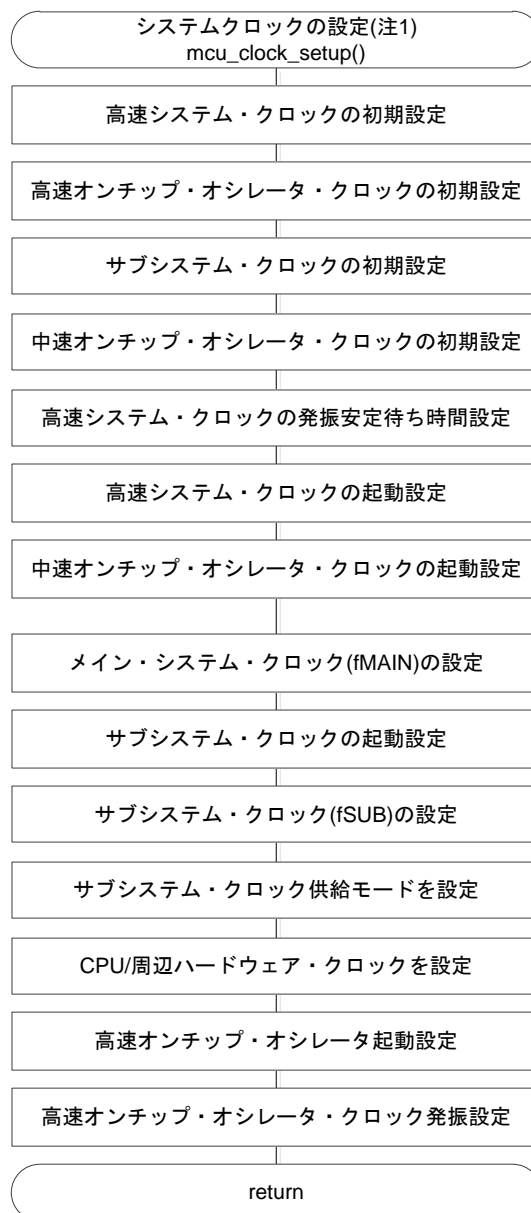 システムクロックの設定(注1)
mcu_clock_setup()
高速システム・クロックの初期設定
高速オンチップ・オシレータ・クロックの初期設定
サブシステム・クロックの初期設定
中速オンチップ・オシレータ・クロックの初期設定
高速システム・クロックの発振安定待ち時間設定
高速システム・クロックの起動設定
中速オンチップ・オシレータ・クロックの起動設定
メイン・システム・クロック(fMAIN)の設定
サブシステム・クロックの起動設定
サブシステム・クロック(fSUB)の設定
サブシステム・クロック供給モードを設定
CPU/周辺ハードウェア・クロックを設定
高速オンチップ・オシレータ起動設定
高速オンチップ・オシレータ・クロック発振設定
return